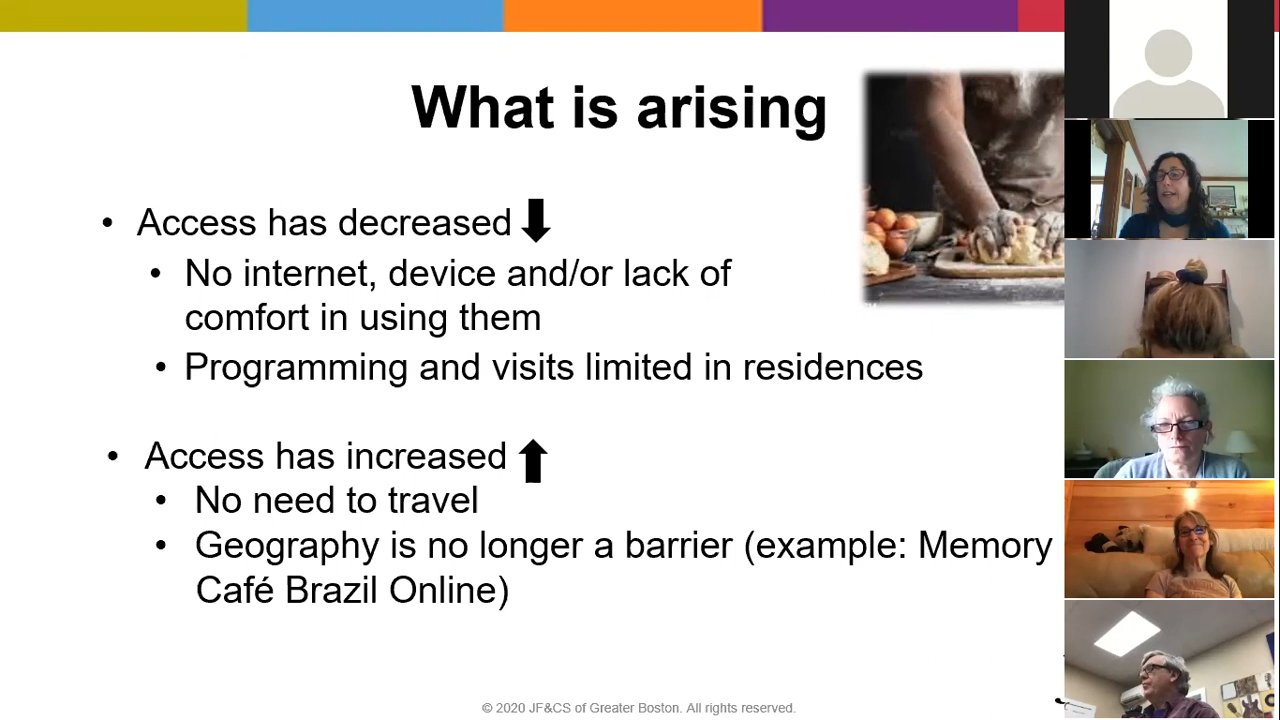 What is arising
• Access has decreased
• No internet, device and/or lack of
comfort in using them
• Programming and visits limited in residences
• Access has increased
• No need to travel
• Geography is no longer a barrier (example: Memory
Café Brazil Online)
© 2020 JF&CS of Greater Boston. All rights reserved.